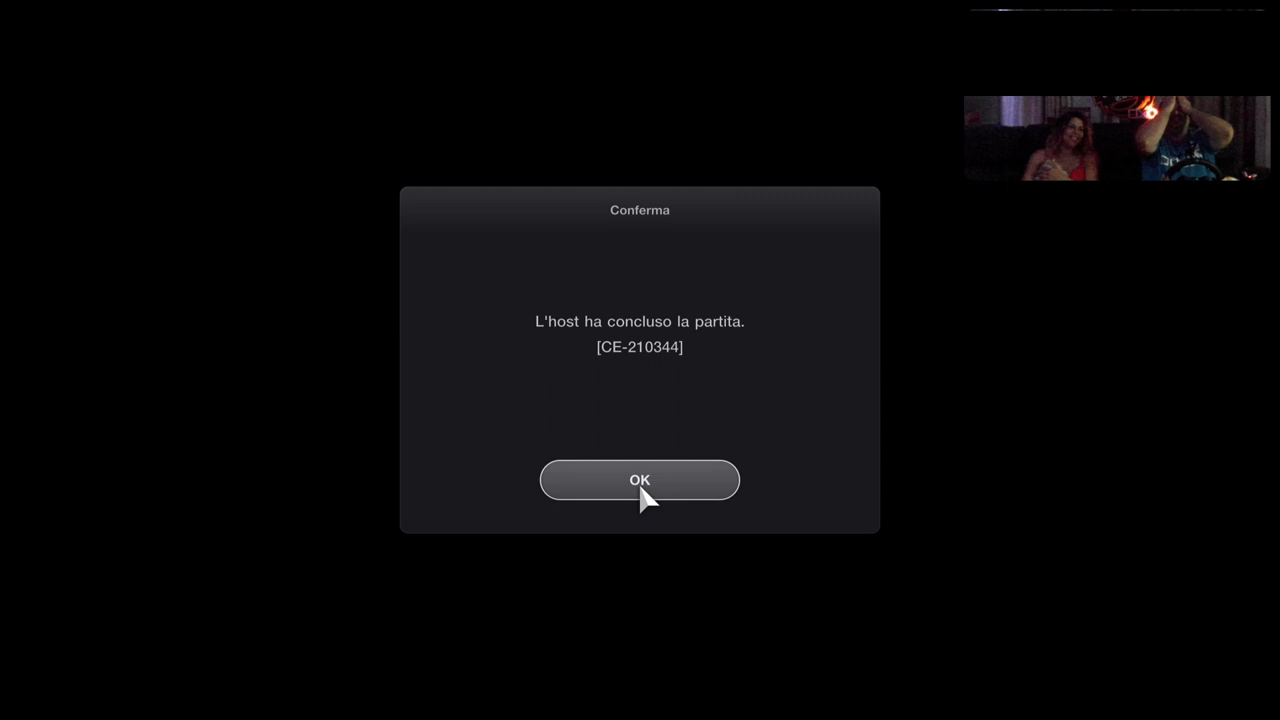 Conferma
L'host ha concluso la partita.
[CE-210344]
OK